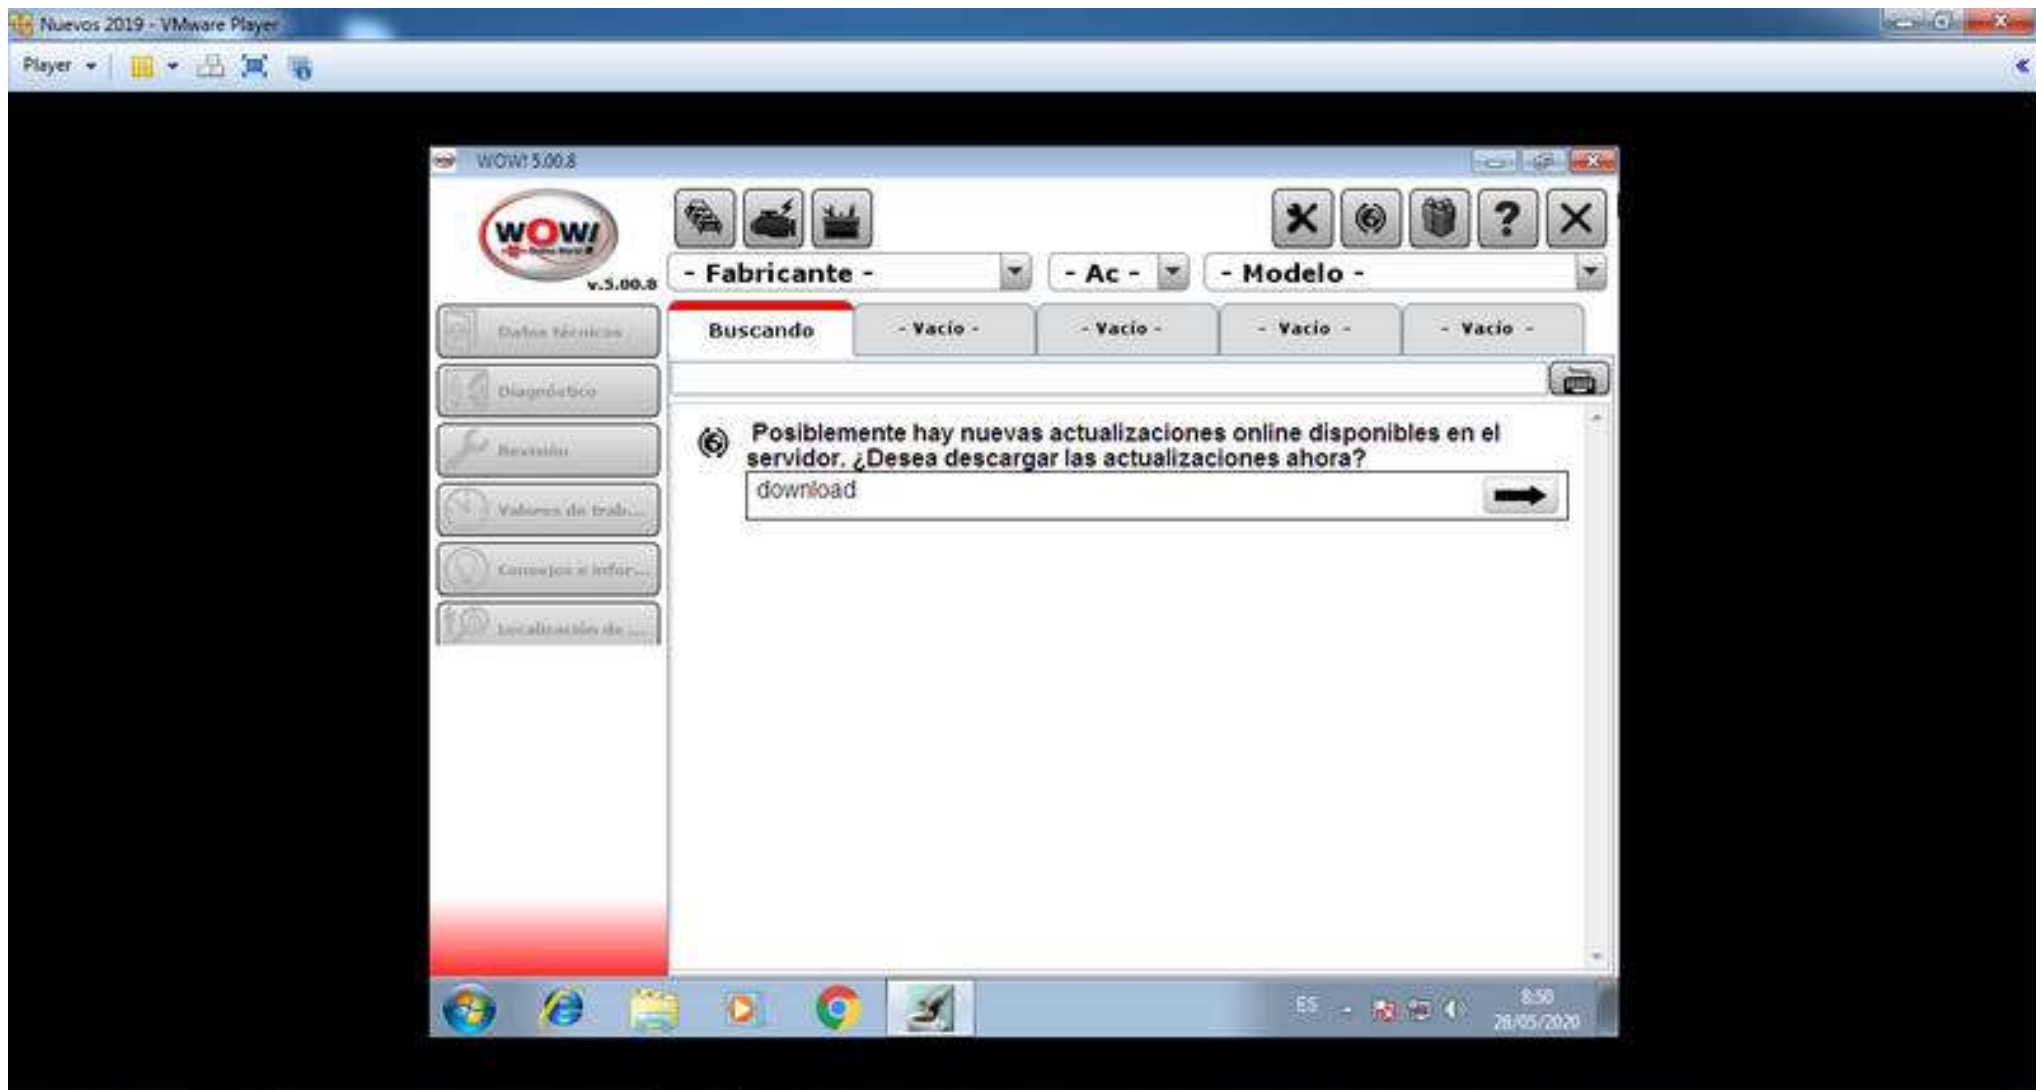 Nuevos 2019 - VMware Player
Player
WOW! 5.00.8
WOW!
v.5.00.8
- Fabricante -
- Ac -
- Modelo -
Datos técnicos
Diagnóstico
Revisión
Valores de trab...
Consejos e infor...
Localización de ...
Buscando
- Vacio -
- Vacio -
- Vacio -
- Vacio -
Posiblemente hay nuevas actualizaciones online disponibles en el
servidor. ¿Desea descargar las actualizaciones ahora?
download
ES
8:50
28/05/2020